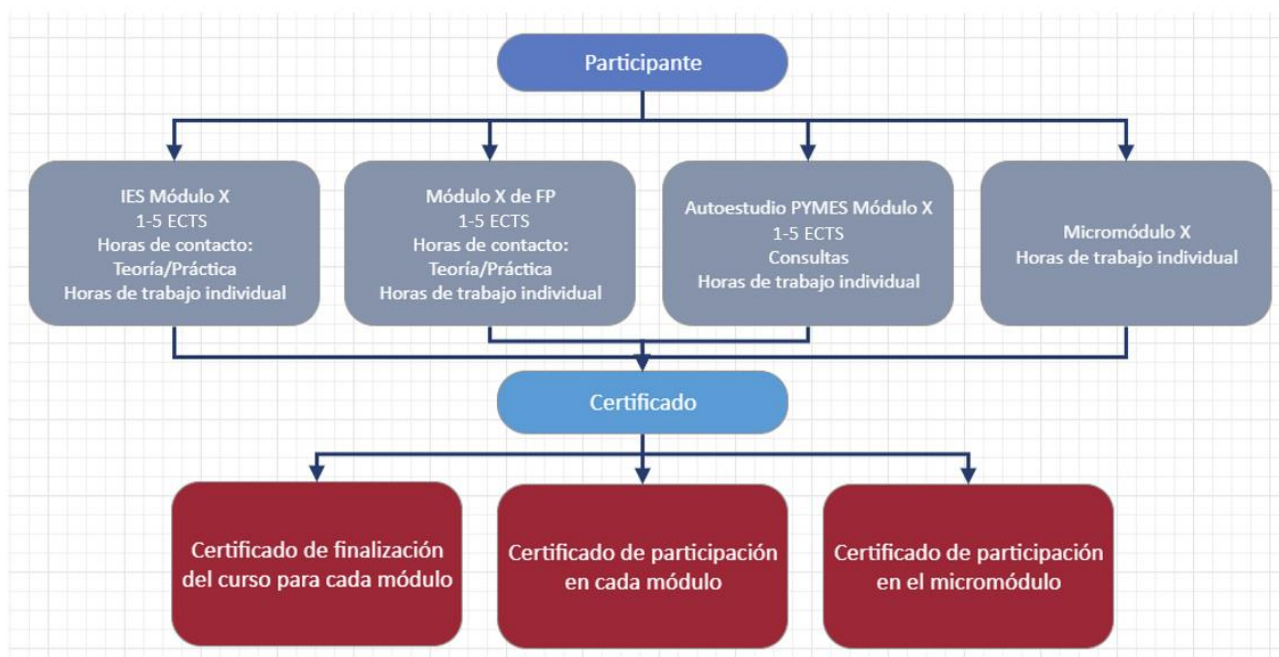 Participante
IES Módulo X
1-5 ECTS
Horas de contacto:
Teoría/Práctica
Horas de trabajo individual
Módulo X de FP
1-5 ECTS
Horas de contacto:
Teoría/Práctica
Horas de trabajo individual
Autoestudio PYMES Módulo X
1-5 ECTS
Consultas
Horas de trabajo individual
Micromódulo X
Horas de trabajo individual
Certificado
Certificado de finalización
del curso para cada módulo
Certificado de participación
en cada módulo
Certificado de participación
en el micromódulo